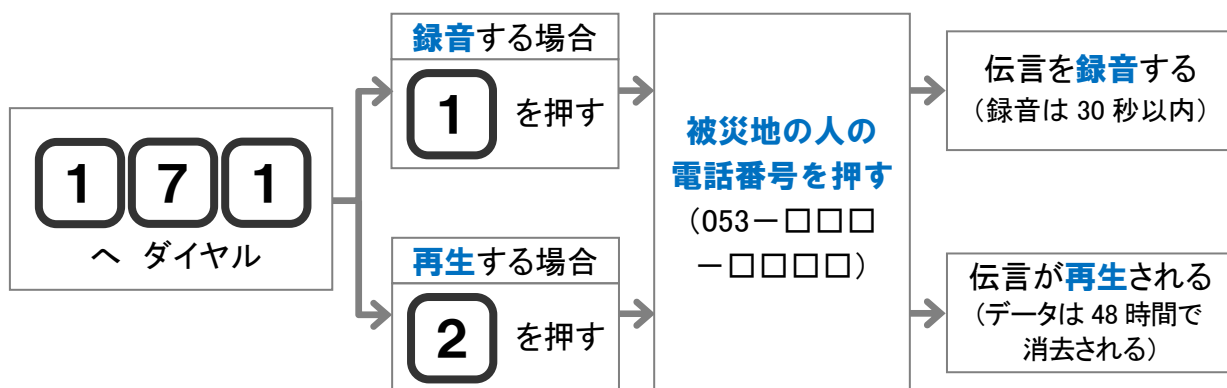 171
へ ダイヤル
録音する場合
1 を押す
再生する場合
2 を押す
被災地の人の
電話番号を押す
（053－□□□
－□□□□）
伝言を録音する
（録音は 30 秒以内）
伝言が再生される
（データは 48 時間で
消去される）